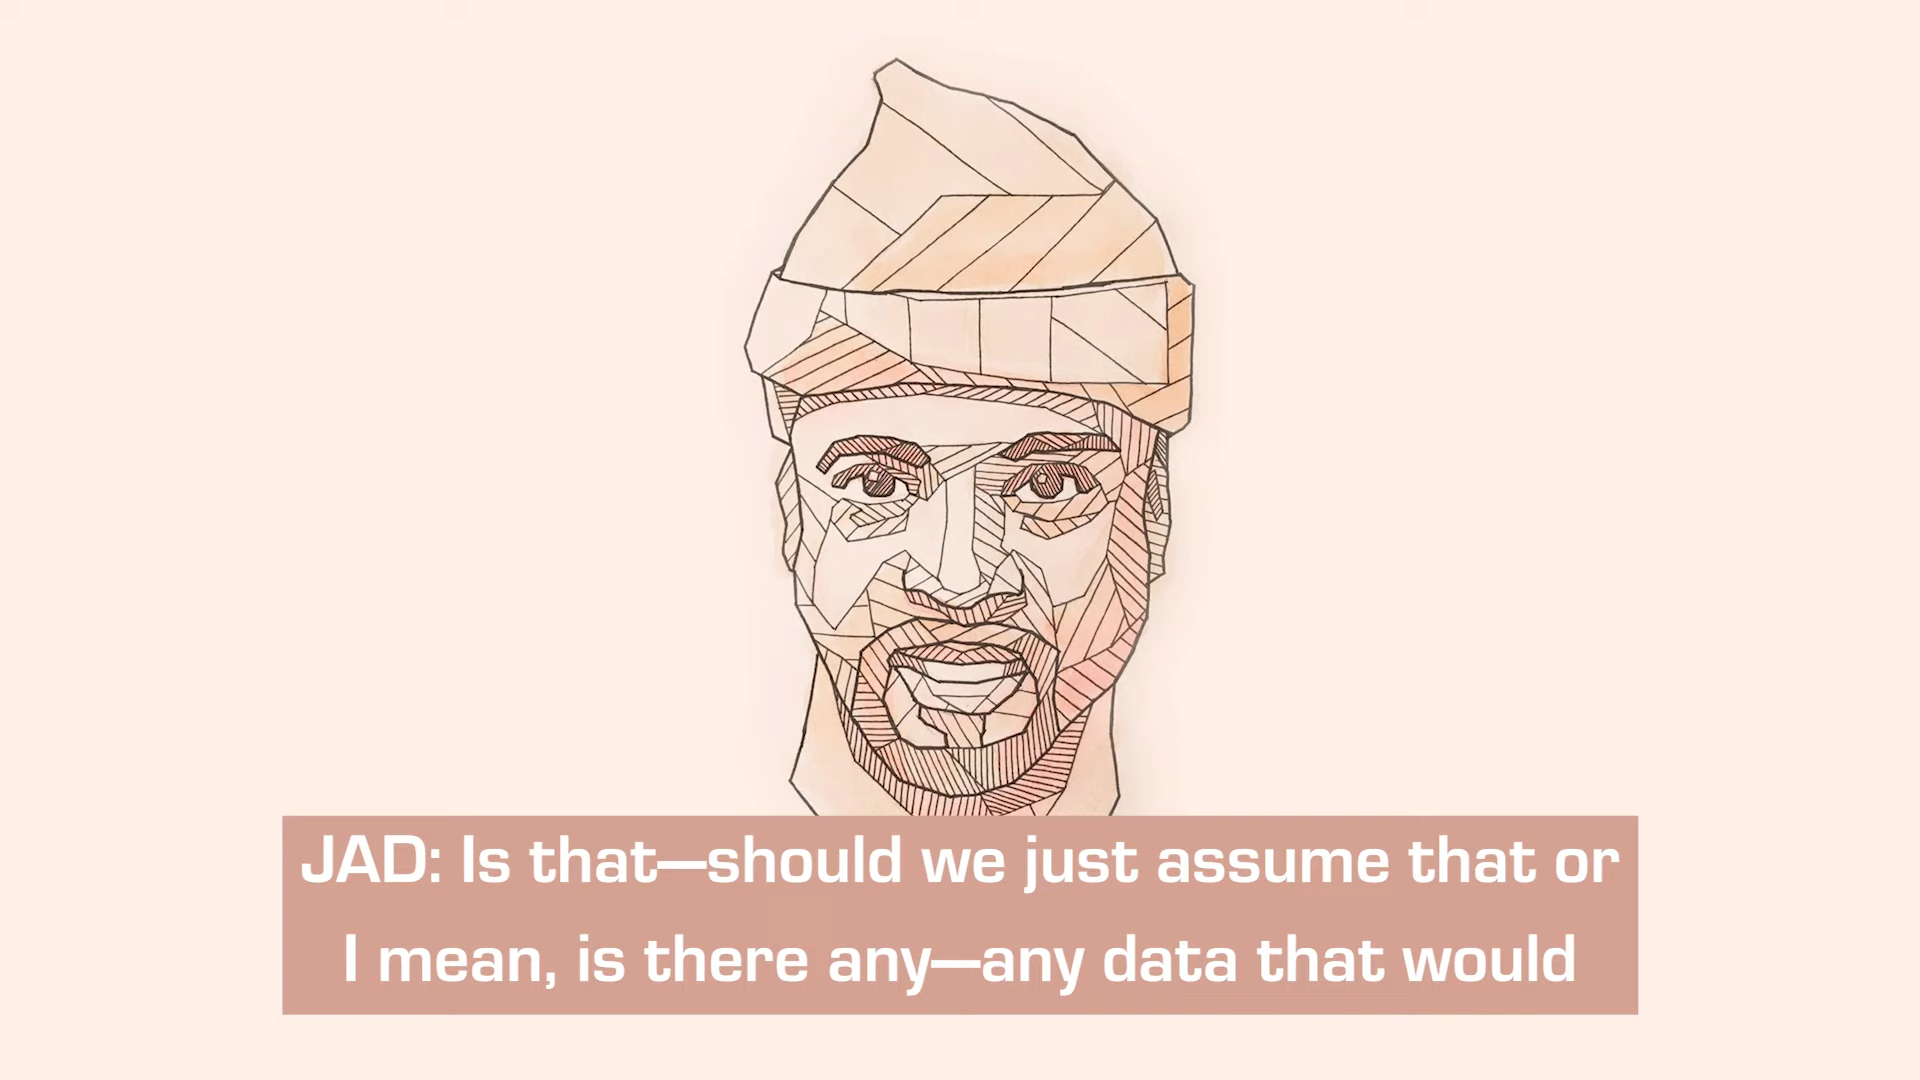 JAD: Is that—should we just assume that or
I mean, is there any—any data that would